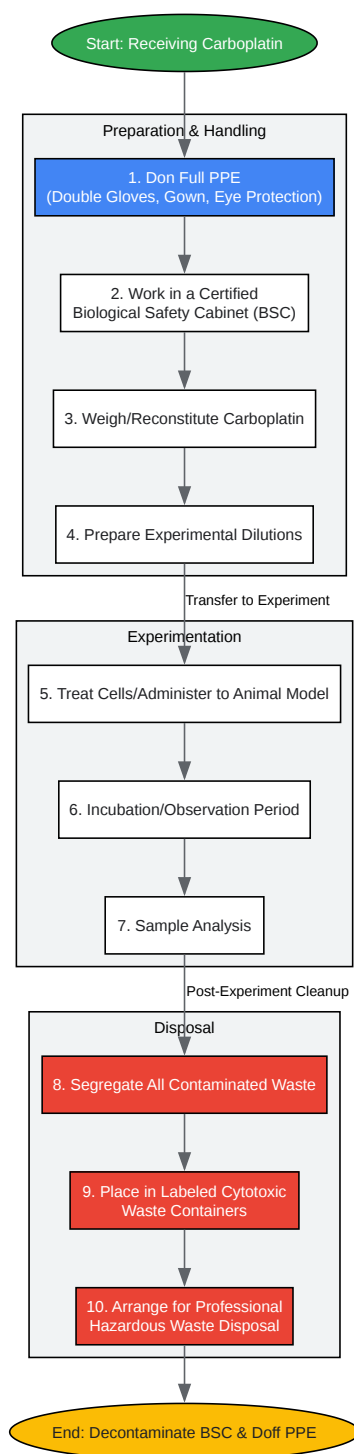 Start: Receiving Carboplatin
Preparation & Handling
1. Don Full PPE
(Double Gloves, Gown, Eye Protection)
2. Work in a Certified
Biological Safety Cabinet (BSC)
3. Weigh/Reconstitute Carboplatin
4. Prepare Experimental Dilutions
Transfer to Experiment
Experimentation
5. Treat Cells/Administer to Animal Model
6. Incubation/Observation Period
7. Sample Analysis
Post-Experiment Cleanup
Disposal
8. Segregate All Contaminated Waste
9. Place in Labeled Cytotoxic
Waste Containers
10. Arrange for Professional
Hazardous Waste Disposal
End: Decontaminate BSC & Doff PPE